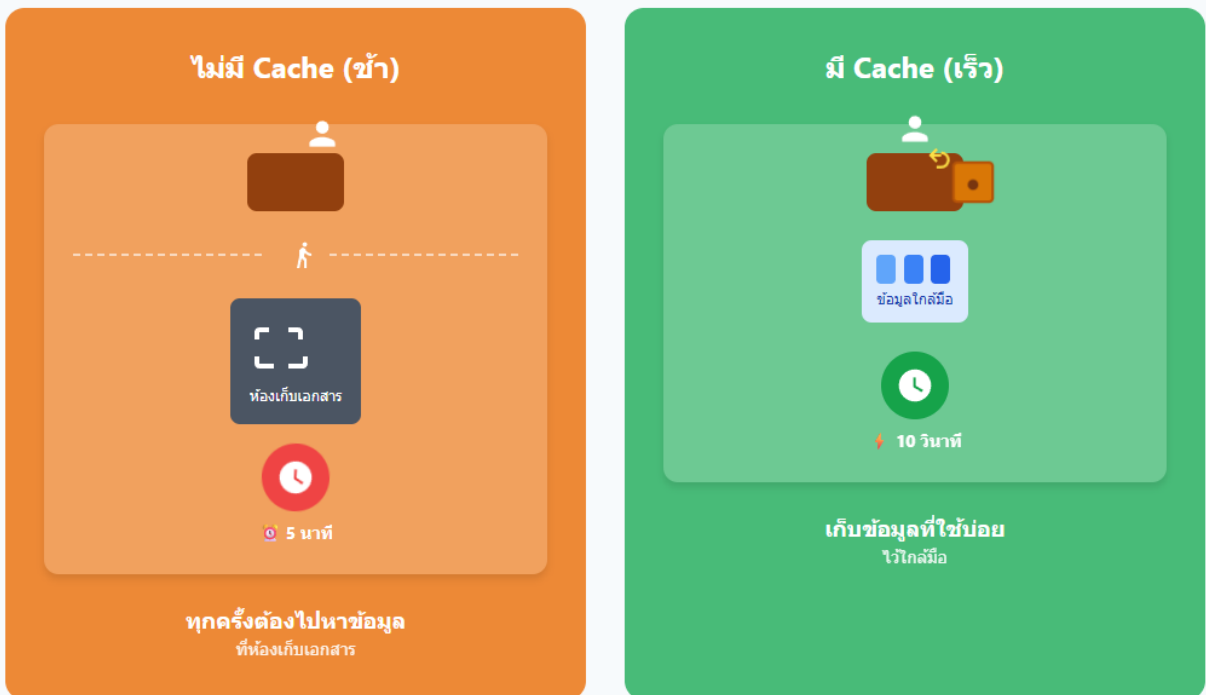 ไม่มี Cache (ช้า)
ห้องเก็บเอกสาร
⏰ 5 นาที
ทุกครั้งต้องไปหาข้อมูล
ที่ห้องเก็บเอกสาร
มี Cache (เร็ว)
ข้อมูลใกล้มือ
⚡ 10 วินาที
เก็บข้อมูลที่ใช้บ่อย
ไว้ใกล้มือ